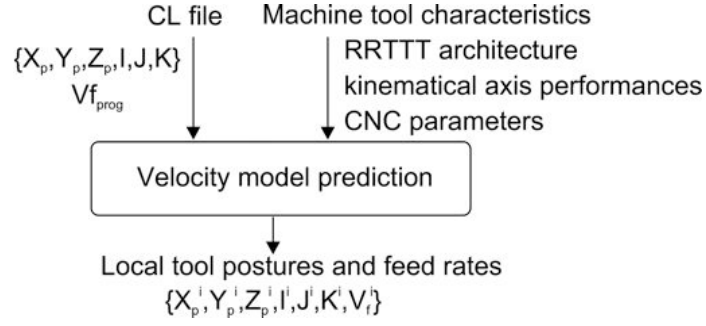 CL file
{Xp,Yp,Zp,I,J,K}
Vfprog
Machine tool characteristics
RRTTT architecture
kinematical axis performances
CNC parameters
Velocity model prediction
Local tool postures and feed rates
{Xpⁱ,Ypⁱ,Zpⁱ,Iⁱ,Jⁱ,Kⁱ,Vfⁱ}